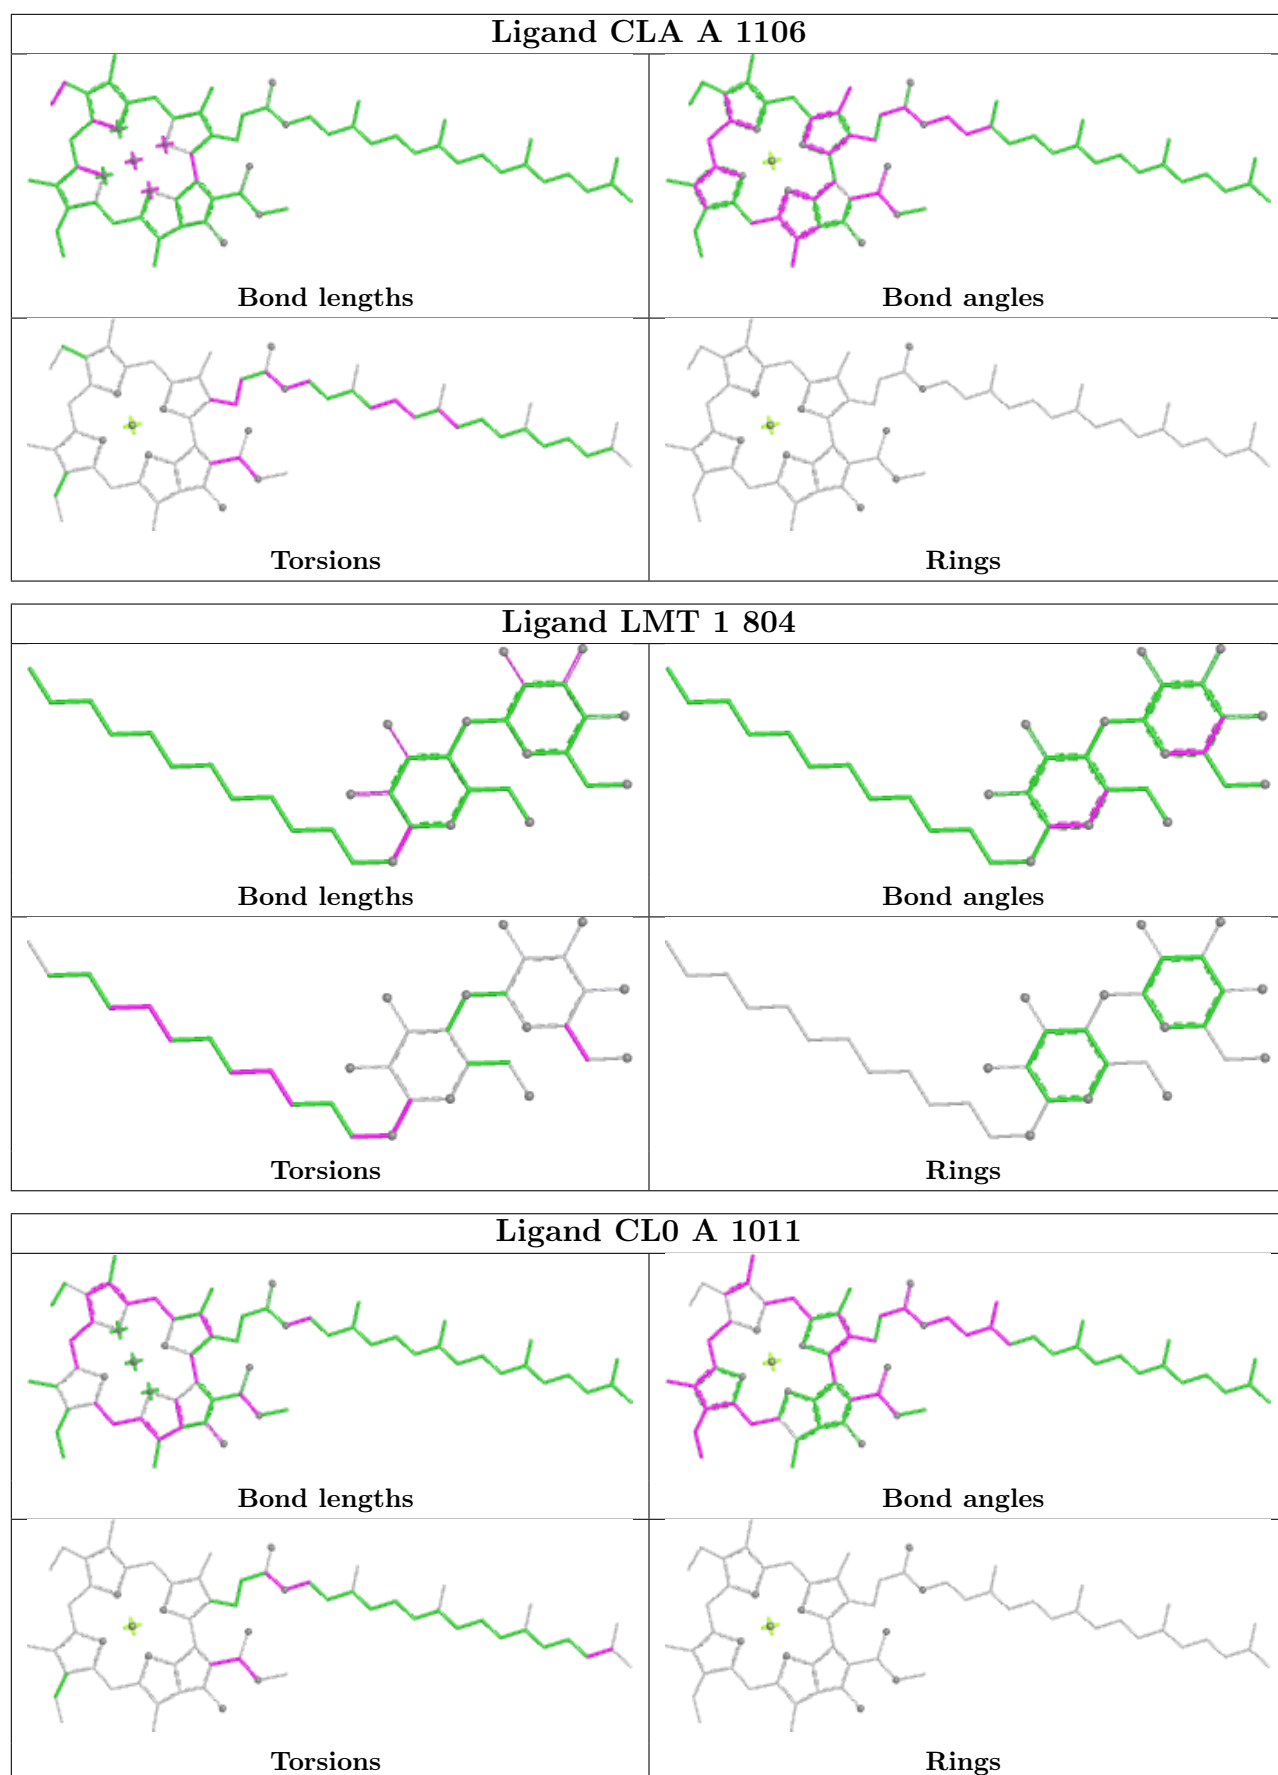 Ligand CLA A 1106
Bond lengths
Bond angles
Torsions
Rings
Ligand LMT 1 804
Bond lengths
Bond angles
Torsions
Rings
Ligand CL0 A 1011
Bond lengths
Bond angles
Torsions
Rings